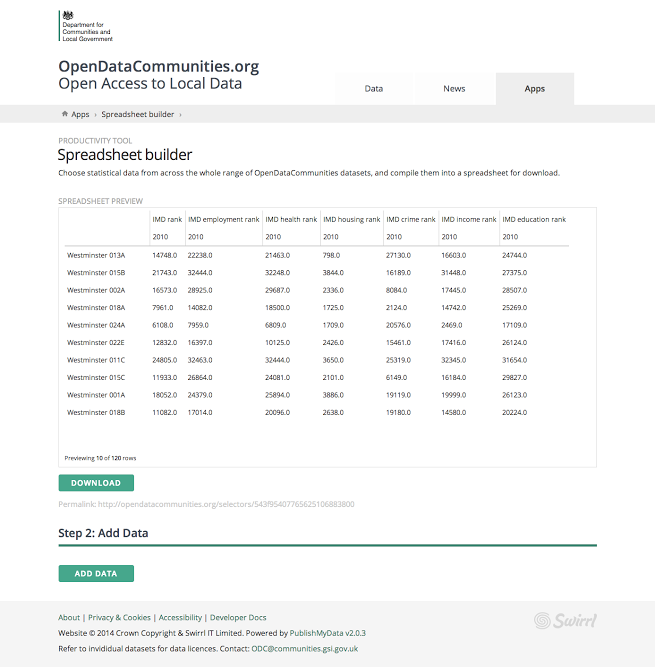 Department for
Communities and
Local Government
OpenDataCommunities.org
Open Access to Local Data
Data News Apps
Apps › Spreadsheet builder ›
PRODUCTIVITY TOOL
Spreadsheet builder
Choose statistical data from across the whole range of OpenDataCommunities datasets, and compile them into a spreadsheet for download.
SPREADSHEET PREVIEW
IMD rank IMD employment rank IMD health rank IMD housing rank IMD crime rank IMD income rank IMD education rank
2010 2010 2010 2010 2010 2010 2010
Westminster 013A 14748.0 22238.0 21463.0 798.0 27130.0 16603.0 24744.0
Westminster 015B 21743.0 32444.0 32248.0 3844.0 16189.0 31448.0 27375.0
Westminster 002A 16573.0 28925.0 29687.0 2336.0 8084.0 17445.0 28507.0
Westminster 018A 7961.0 14082.0 18500.0 1725.0 2124.0 14742.0 25269.0
Westminster 024A 6108.0 7959.0 6809.0 1709.0 20576.0 2469.0 17109.0
Westminster 022E 12832.0 16397.0 10125.0 2426.0 15461.0 17416.0 26124.0
Westminster 011C 24805.0 32463.0 32444.0 3650.0 25319.0 32345.0 31654.0
Westminster 015C 11933.0 26864.0 24081.0 2101.0 6149.0 16184.0 29827.0
Westminster 001A 18052.0 24379.0 25894.0 3886.0 19119.0 19999.0 26123.0
Westminster 018B 11082.0 17014.0 20096.0 2638.0 19180.0 14580.0 20224.0
Previewing 10 of 120 rows
DOWNLOAD
Permalink: http://opendatacommunities.org/selectors/543f95407765625106883800
Step 2: Add Data
ADD DATA
About | Privacy & Cookies | Accessibility | Developer Docs
Swirrl
Website © 2014 Crown Copyright & Swirrl IT Limited. Powered by PublishMyData v2.0.3
Refer to invididual datasets for data licences. Contact: ODC@communities.gsi.gov.uk